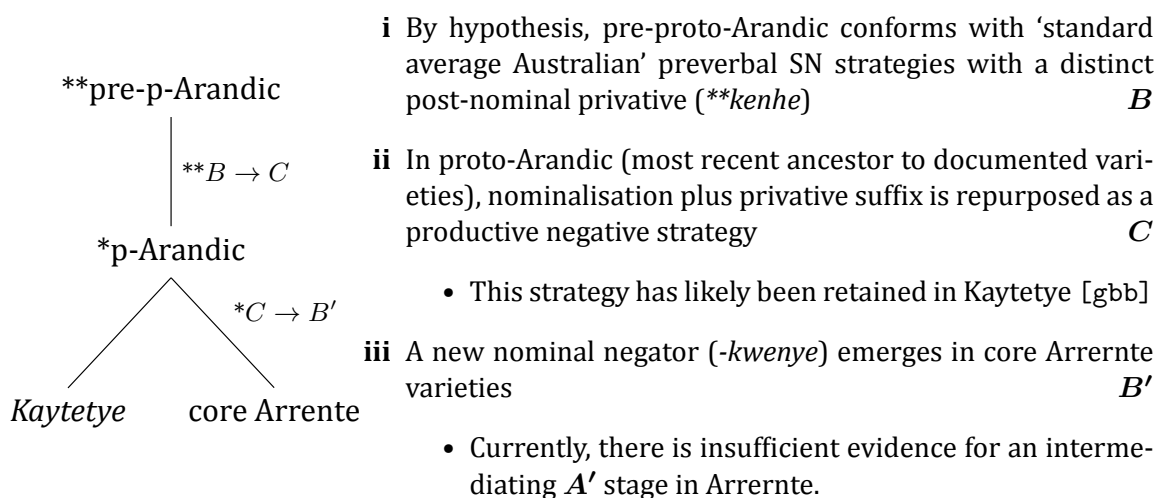 **pre-p-Arandic
**B → C
*p-Arandic
*C → B′
Kaytetye
core Arrente
i By hypothesis, pre-proto-Arandic conforms with ‘standard
average Australian’ preverbal SN strategies with a distinct
post-nominal privative (**kenhe) B
ii In proto-Arandic (most recent ancestor to documented vari-
eties), nominalisation plus privative suffix is repurposed as a
productive negative strategy C
• This strategy has likely been retained in Kaytetye [gbb]
iii A new nominal negator (-kwenye) emerges in core Arrernte
varieties B′
• Currently, there is insufficient evidence for an interme-
diating A′ stage in Arrernte.